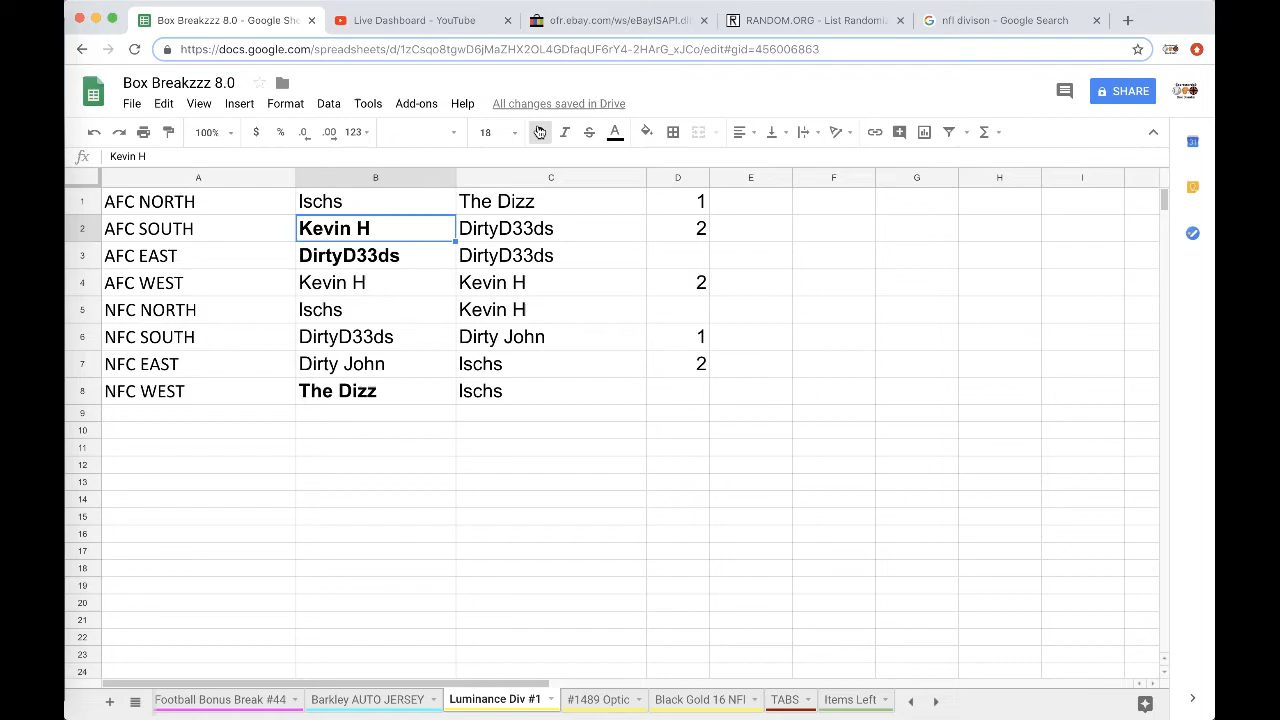 Box Breakzzz 8.0 - Google She
Live Dashboard - YouTube
ofr.ebay.com/ws/eBayISAPI.dll
RANDOM.ORG - List Randomiz
nfl divison - Google Search
https://docs.google.com/spreadsheets/d/1zCsqo8tgwD6jMaZHX2OL4GDfaqUF6rY4-2HArG_xJCo/edit#gid=456006863
Box Breakzzz 8.0
File Edit View Insert Format Data Tools Add-ons Help All changes saved in Drive
SHARE
100% $ % .0 .00 123 18 A Σ
fx Kevin H
A B C D E F G H I
1 AFC NORTH lschs The Dizz 1
2 AFC SOUTH Kevin H DirtyD33ds 2
3 AFC EAST DirtyD33ds DirtyD33ds
4 AFC WEST Kevin H Kevin H 2
5 NFC NORTH lschs Kevin H
6 NFC SOUTH DirtyD33ds Dirty John 1
7 NFC EAST Dirty John lschs 2
8 NFC WEST The Dizz lschs
9
10
11
12
13
14
15
16
17
18
19
20
21
22
23
24
Football Bonus Break #44 Barkley AUTO JERSEY Luminance Div #1 #1489 Optic Black Gold 16 NFl TABS Items Left